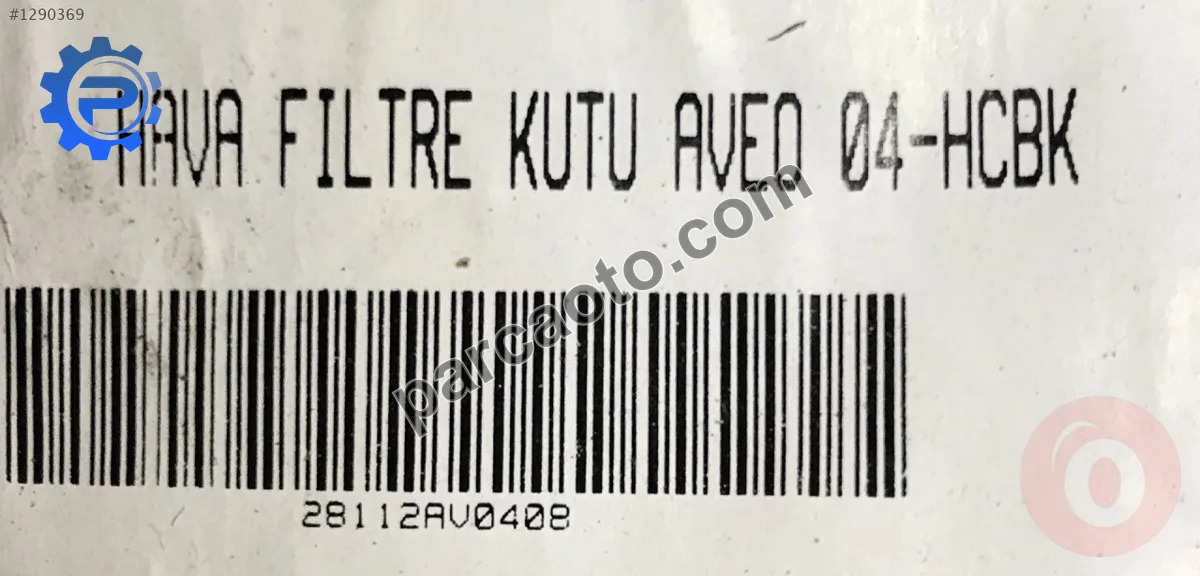 #1290369
HAVA FILTRE KUTU AVEO 04-HCBK
parcaoto.com
28112AV0408